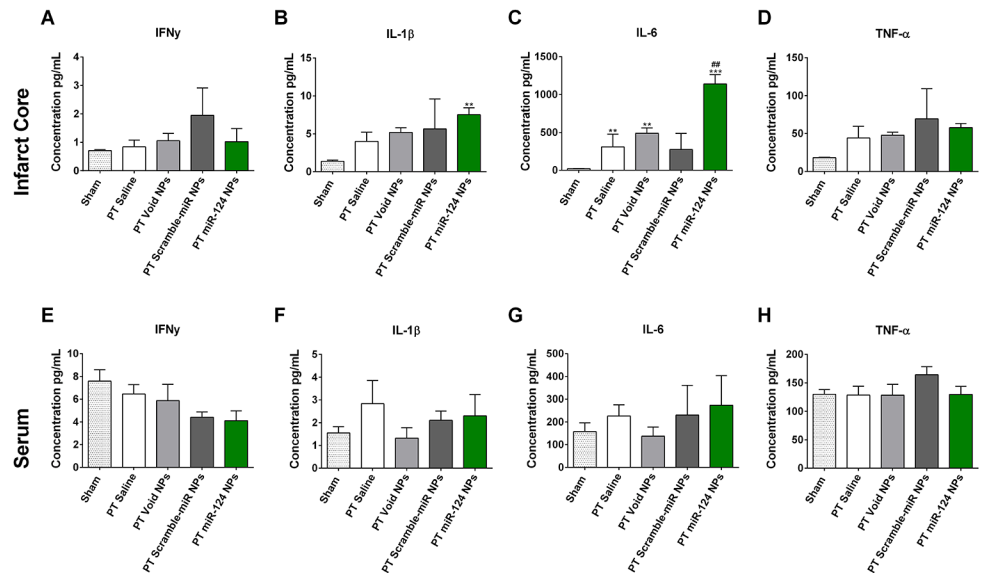 A
IFNy
Concentration pg/mL
4
3
2
1
0
Sham
PT Saline
PT Void NPs
PT Scramble-miR NPs
PT miR-124 NPs
B
IL-1β
Concentration pg/mL
15
10
5
0
**
Sham
PT Saline
PT Void NPs
PT Scramble-miR NPs
PT miR-124 NPs
C
IL-6
Concentration pg/mL
1500
1000
500
0
**
**
##
***
Sham
PT Saline
PT Void NPs
PT Scramble-miR NPs
PT miR-124 NPs
D
TNF-α
Concentration pg/mL
150
100
50
0
Sham
PT Saline
PT Void NPs
PT Scramble-miR NPs
PT miR-124 NPs
Infarct Core
E
IFNy
Concentration pg/mL
10
8
6
4
2
0
Sham
PT Saline
PT Void NPs
PT Scramble-miR NPs
PT miR-124 NPs
F
IL-1β
Concentration pg/mL
5
4
3
2
1
0
Sham
PT Saline
PT Void NPs
PT Scramble-miR NPs
PT miR-124 NPs
G
IL-6
Concentration pg/mL
500
400
300
200
100
0
Sham
PT Saline
PT Void NPs
PT Scramble-miR NPs
PT miR-124 NPs
H
TNF-α
Concentration pg/mL
200
150
100
50
0
Sham
PT Saline
PT Void NPs
PT Scramble-miR NPs
PT miR-124 NPs
Serum